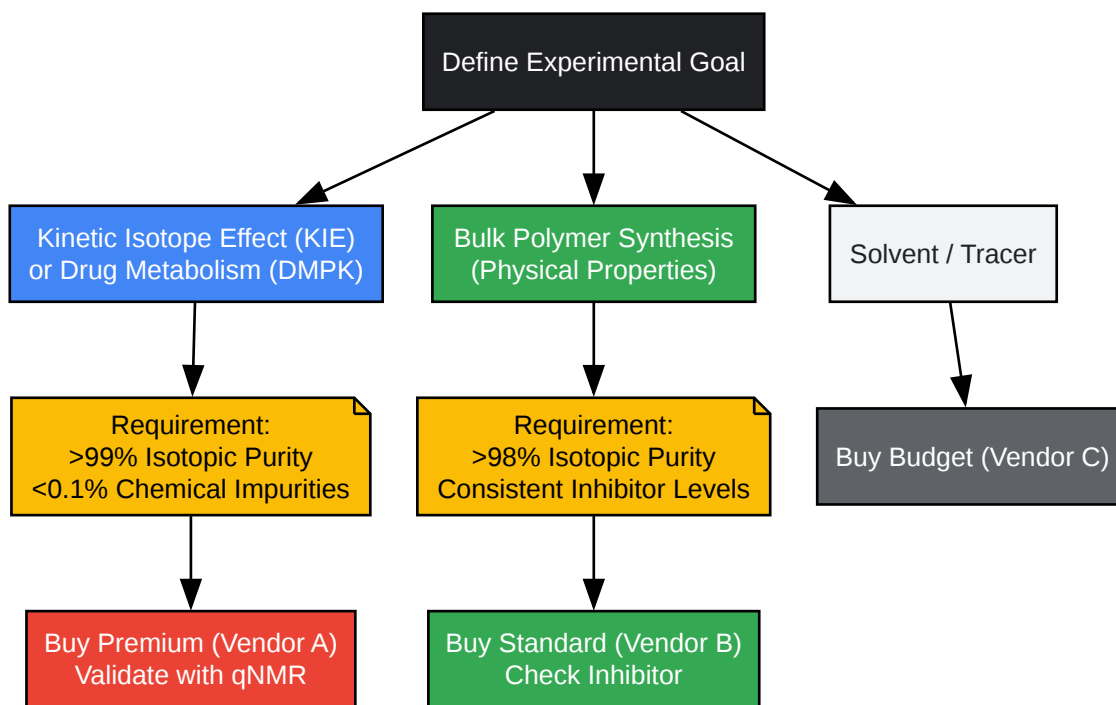 Define Experimental Goal
Kinetic Isotope Effect (KIE)
or Drug Metabolism (DMPK)
Bulk Polymer Synthesis
(Physical Properties)
Solvent / Tracer
Requirement:
>99% Isotopic Purity
<0.1% Chemical Impurities
Requirement:
>98% Isotopic Purity
Consistent Inhibitor Levels
Buy Budget (Vendor C)
Buy Premium (Vendor A)
Validate with qNMR
Buy Standard (Vendor B)
Check Inhibitor